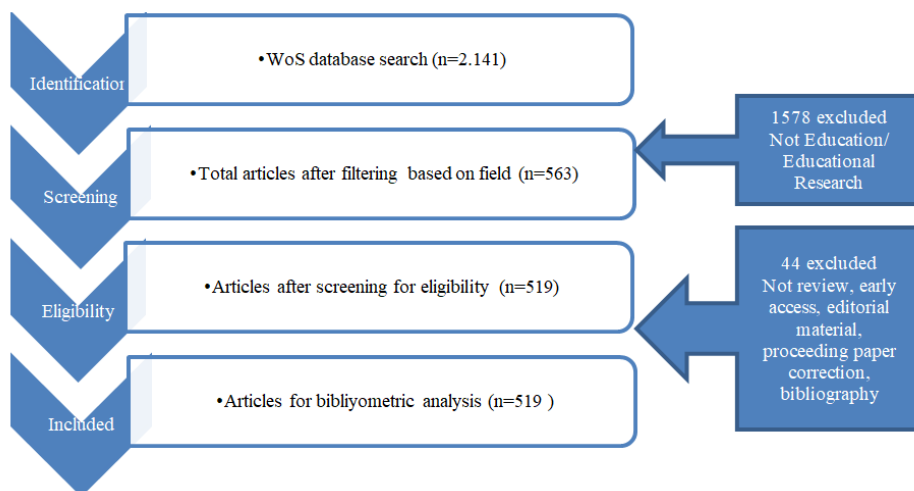 Identification
•WoS database search (n=2.141)
1578 excluded
Not Education/
Educational
Research
Screening
•Total articles after filtering based on field (n=563)
44 excluded
Not review, early
access, editorial
material,
proceeding paper
correction,
bibliography
Eligibility
•Articles after screening for eligibility (n=519)
Included
•Articles for bibliyometric analysis (n=519 )